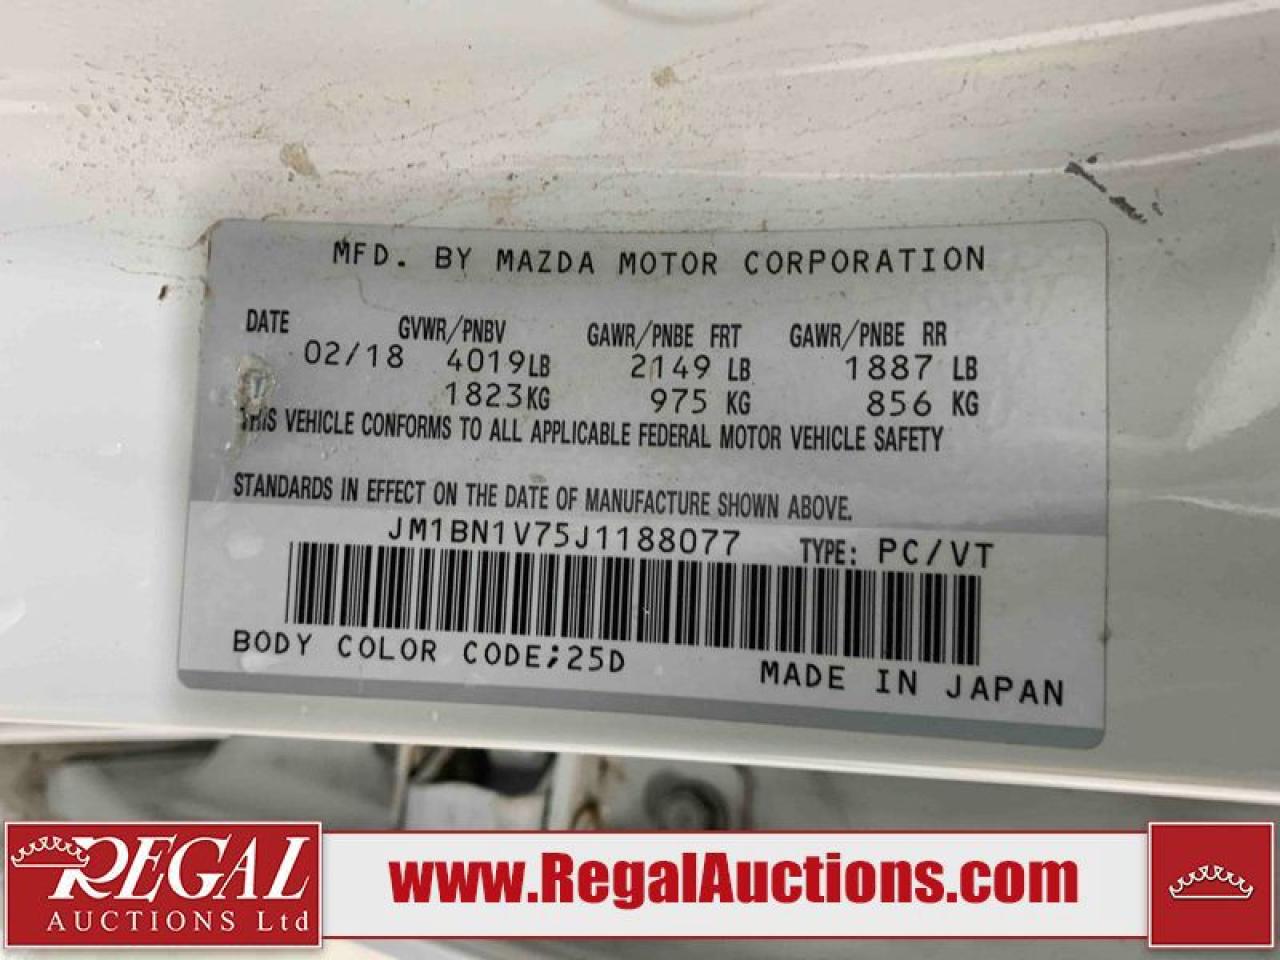 MFD. BY MAZDA MOTOR CORPORATION
DATE GVWR/PNBV GAWR/PNBE FRT GAWR/PNBE RR
02/18 4019LB 2149 LB 1887 LB
1823KG 975 KG 856 KG
THIS VEHICLE CONFORMS TO ALL APPLICABLE FEDERAL MOTOR VEHICLE SAFETY
STANDARDS IN EFFECT ON THE DATE OF MANUFACTURE SHOWN ABOVE.
JM1BN1V75J1188077 TYPE: PC/VT
BODY COLOR CODE;25D MADE IN JAPAN
REGAL
AUCTIONS Ltd
www.RegalAuctions.com